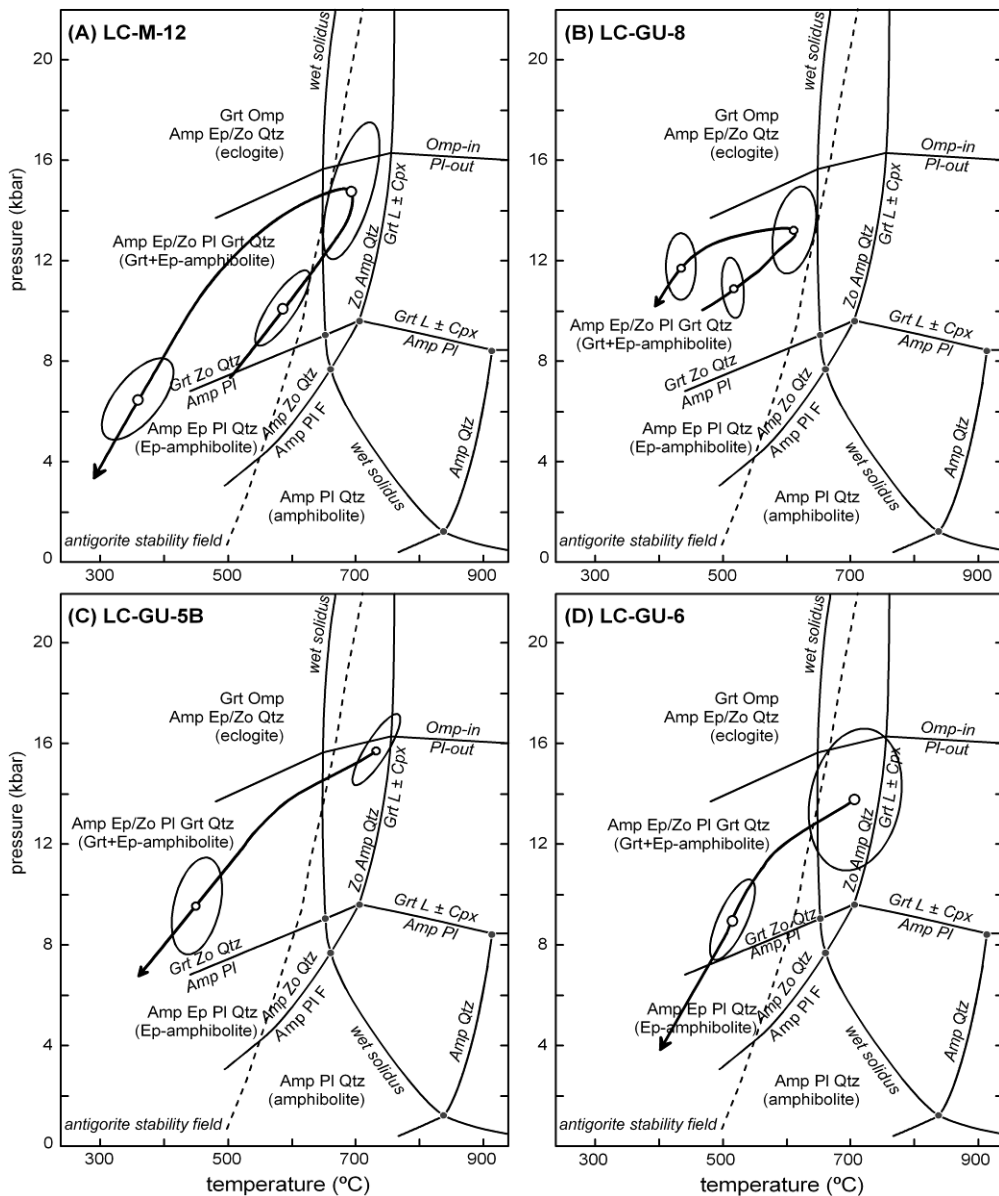 (A) LC-M-12
wet solidus
20
Grt Omp
Amp Ep/Zo Qtz
(eclogite)
16
Omp-in
Pl-out
pressure (kbar)
Amp Ep/Zo Pl Grt Qtz
(Grt+Ep-amphibolite)
Zo Amp Qtz
Grt L ± Cpx
12
Grt L ± Cpx
Amp Pl
8
Grt Zo Qtz
Amp Pl
Amp Ep Pl Qtz
(Ep-amphibolite)
Amp Zo Qtz
Amp Pl F
wet solidus
Amp Qtz
4
Amp Pl Qtz
(amphibolite)
antigorite stability field
0
300
500
700
900
(B) LC-GU-8
wet solidus
20
Grt Omp
Amp Ep/Zo Qtz
(eclogite)
16
Omp-in
Pl-out
Zo Amp Qtz
Grt L ± Cpx
12
Amp Ep/Zo Pl Grt Qtz
(Grt+Ep-amphibolite)
Grt L ± Cpx
Amp Pl
8
Grt Zo Qtz
Amp Pl
Amp Ep Pl Qtz
(Ep-amphibolite)
Amp Zo Qtz
Amp Pl F
wet solidus
Amp Qtz
4
Amp Pl Qtz
(amphibolite)
antigorite stability field
0
300
500
700
900
(C) LC-GU-5B
wet solidus
20
Grt Omp
Amp Ep/Zo Qtz
(eclogite)
16
Omp-in
Pl-out
pressure (kbar)
Amp Ep/Zo Pl Grt Qtz
(Grt+Ep-amphibolite)
Zo Amp Qtz
Grt L ± Cpx
12
Grt L ± Cpx
Amp Pl
8
Grt Zo Qtz
Amp Pl
Amp Ep Pl Qtz
(Ep-amphibolite)
Amp Zo Qtz
Amp Pl F
wet solidus
Amp Qtz
4
Amp Pl Qtz
(amphibolite)
antigorite stability field
0
300
500
700
900
temperature (ºC)
(D) LC-GU-6
wet solidus
20
Grt Omp
Amp Ep/Zo Qtz
(eclogite)
16
Omp-in
Pl-out
Amp Ep/Zo Pl Grt Qtz
(Grt+Ep-amphibolite)
Zo Amp Qtz
Grt L ± Cpx
12
Grt L ± Cpx
Amp Pl
8
Grt Zo Qtz
Amp Pl
Amp Ep Pl Qtz
(Ep-amphibolite)
Amp Zo Qtz
Amp Pl F
wet solidus
Amp Qtz
4
Amp Pl Qtz
(amphibolite)
antigorite stability field
0
300
500
700
900
temperature (ºC)